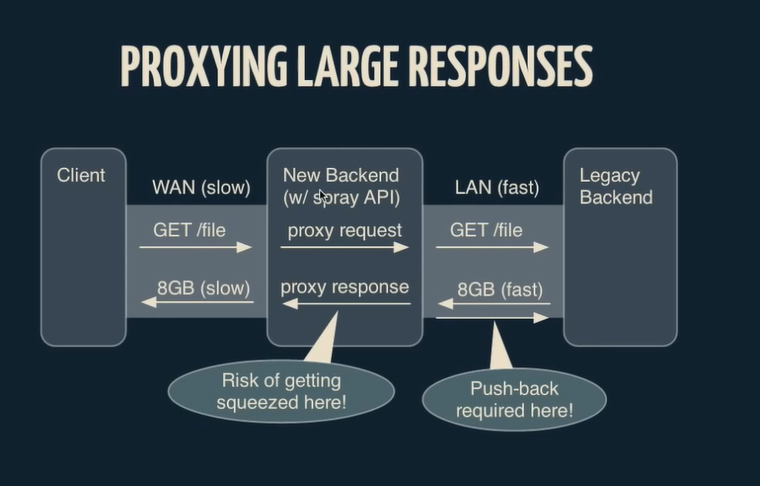 PROXYING LARGE RESPONSES
Client
WAN (slow)
New Backend
(w/ spray API)
LAN (fast)
Legacy
Backend
GET /file
proxy request
GET /file
8GB (slow)
proxy response
8GB (fast)
Risk of getting
squeezed here!
Push-back
required here!